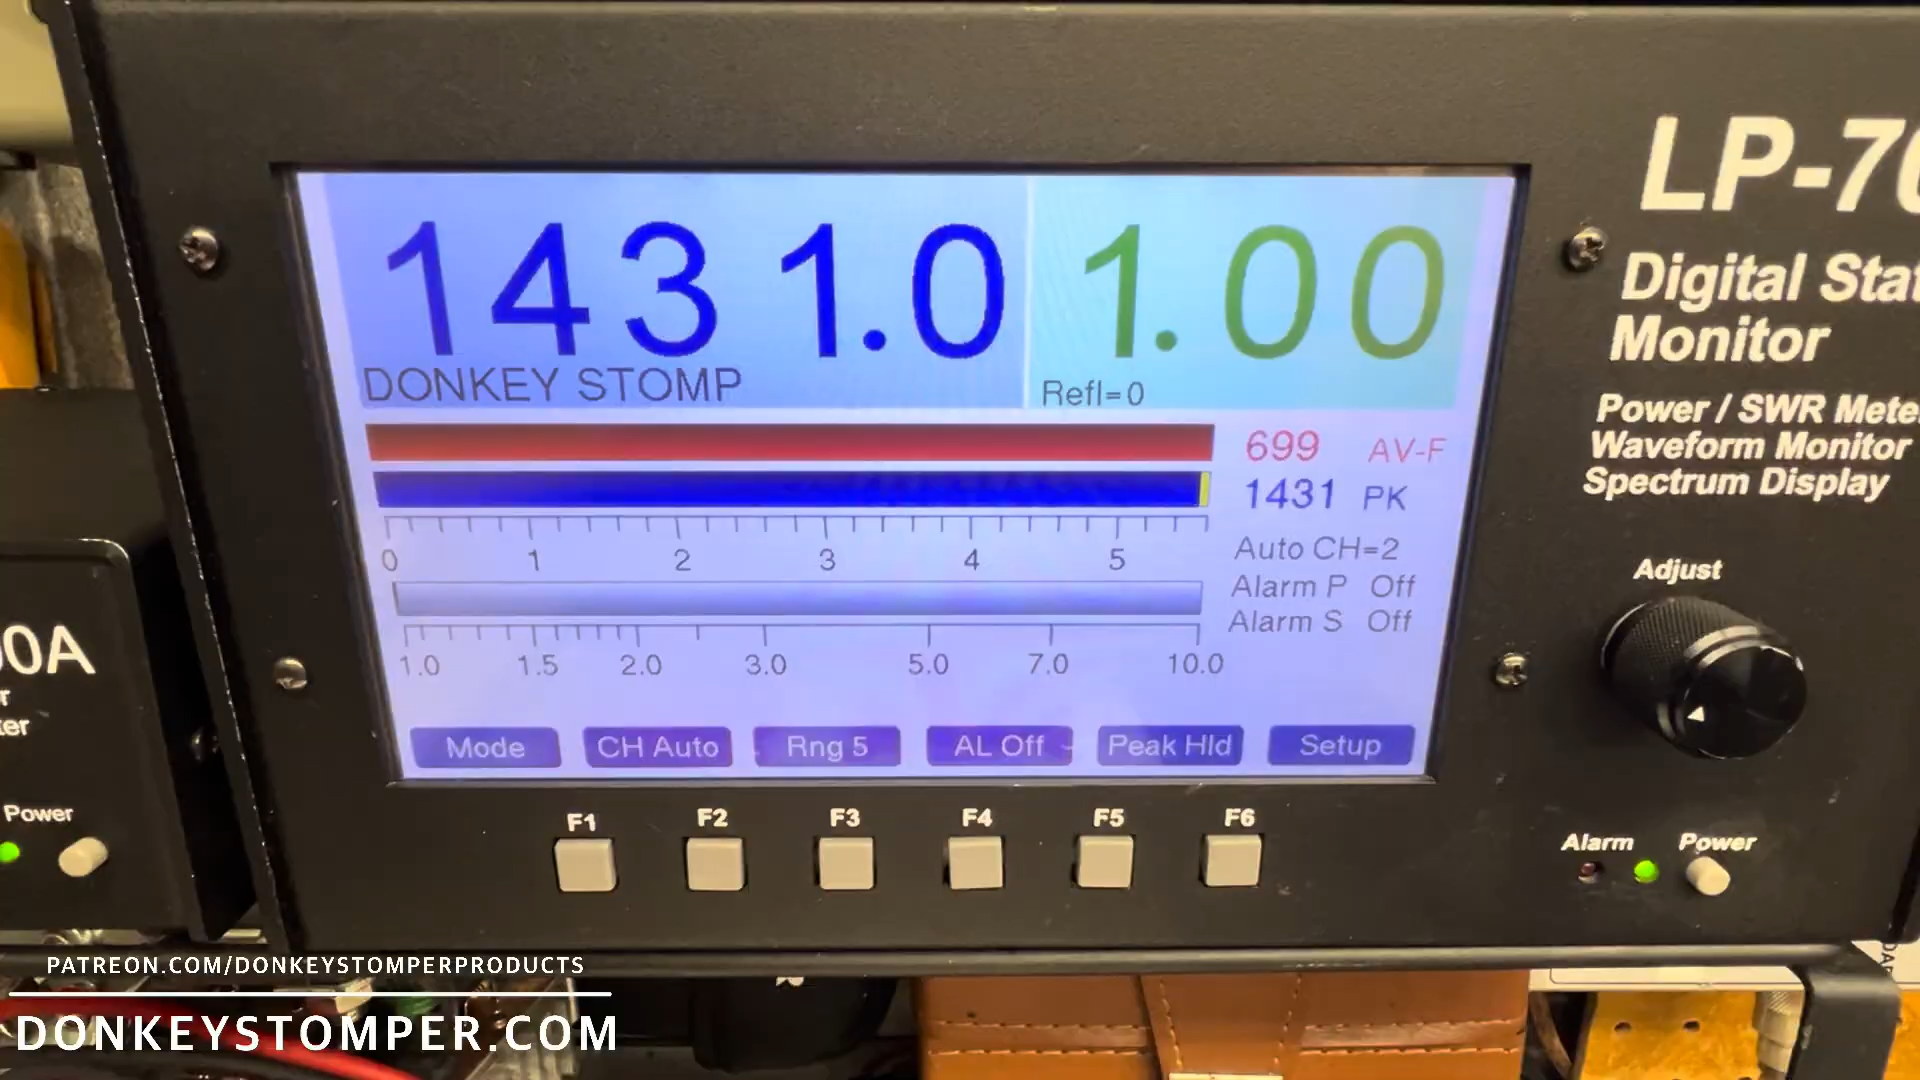 LP-70
Digital Stat
Monitor
Power / SWR Mete
Waveform Monitor
Spectrum Display
1431.0
1.00
DONKEY STOMP
Refl=0
699 AV-F
1431 PK
0 1 2 3 4 5
Auto CH=2
Alarm P Off
Alarm S Off
1.0 1.5 2.0 3.0 5.0 7.0 10.0
Mode CH Auto Rng 5 AL Off Peak Hld Setup
F1 F2 F3 F4 F5 F6
Adjust
Alarm Power
0A
r
ter
Power
PATREON.COM/DONKEYSTOMPERPRODUCTS
DONKEYSTOMPER.COM